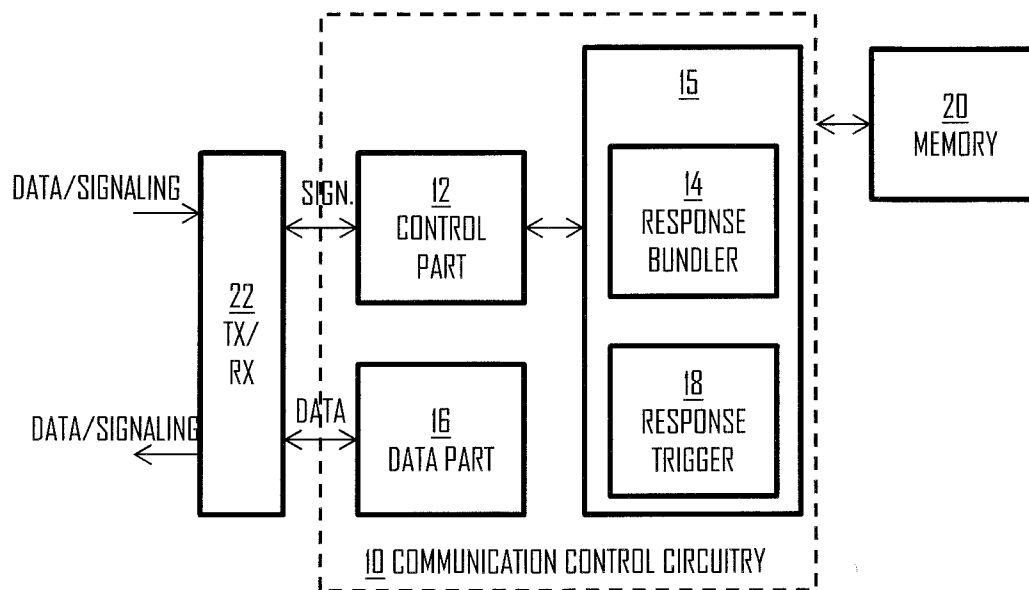 DATA/SIGNALING
DATA/SIGNALING
22
TX/
RX
SIGN.
DATA
12
CONTROL
PART
16
DATA PART
15
14
RESPONSE
BUNDLER
18
RESPONSE
TRIGGER
10 COMMUNICATION CONTROL CIRCUITRY
20
MEMORY